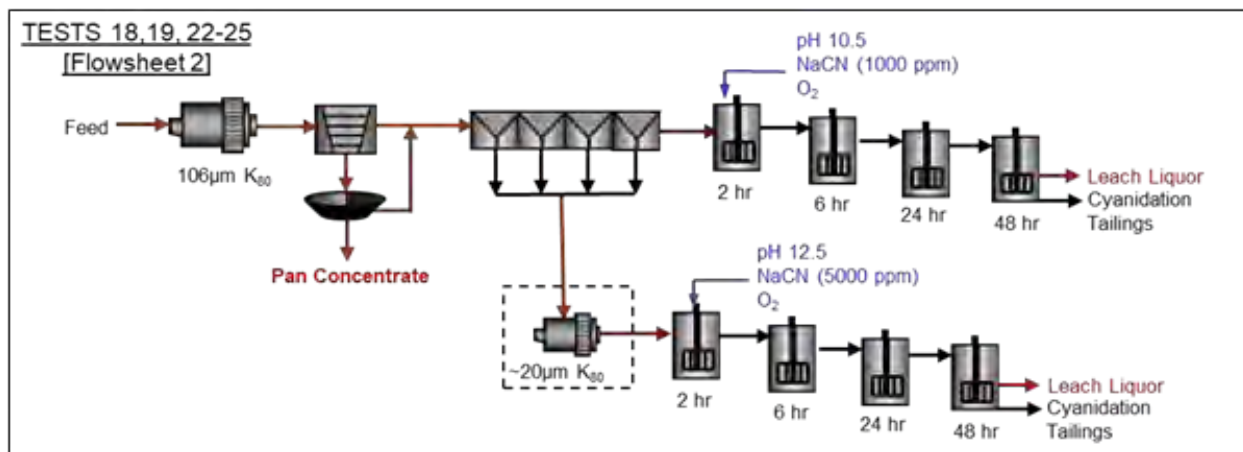 TESTS 18,19, 22-25
[Flowsheet 2]
Feed
106µm K80
Pan Concentrate
pH 10.5
NaCN (1000 ppm)
O2
2 hr
6 hr
24 hr
48 hr
Leach Liquor
Cyanidation
Tailings
~20µm K80
pH 12.5
NaCN (5000 ppm)
O2
2 hr
6 hr
24 hr
48 hr
Leach Liquor
Cyanidation
Tailings